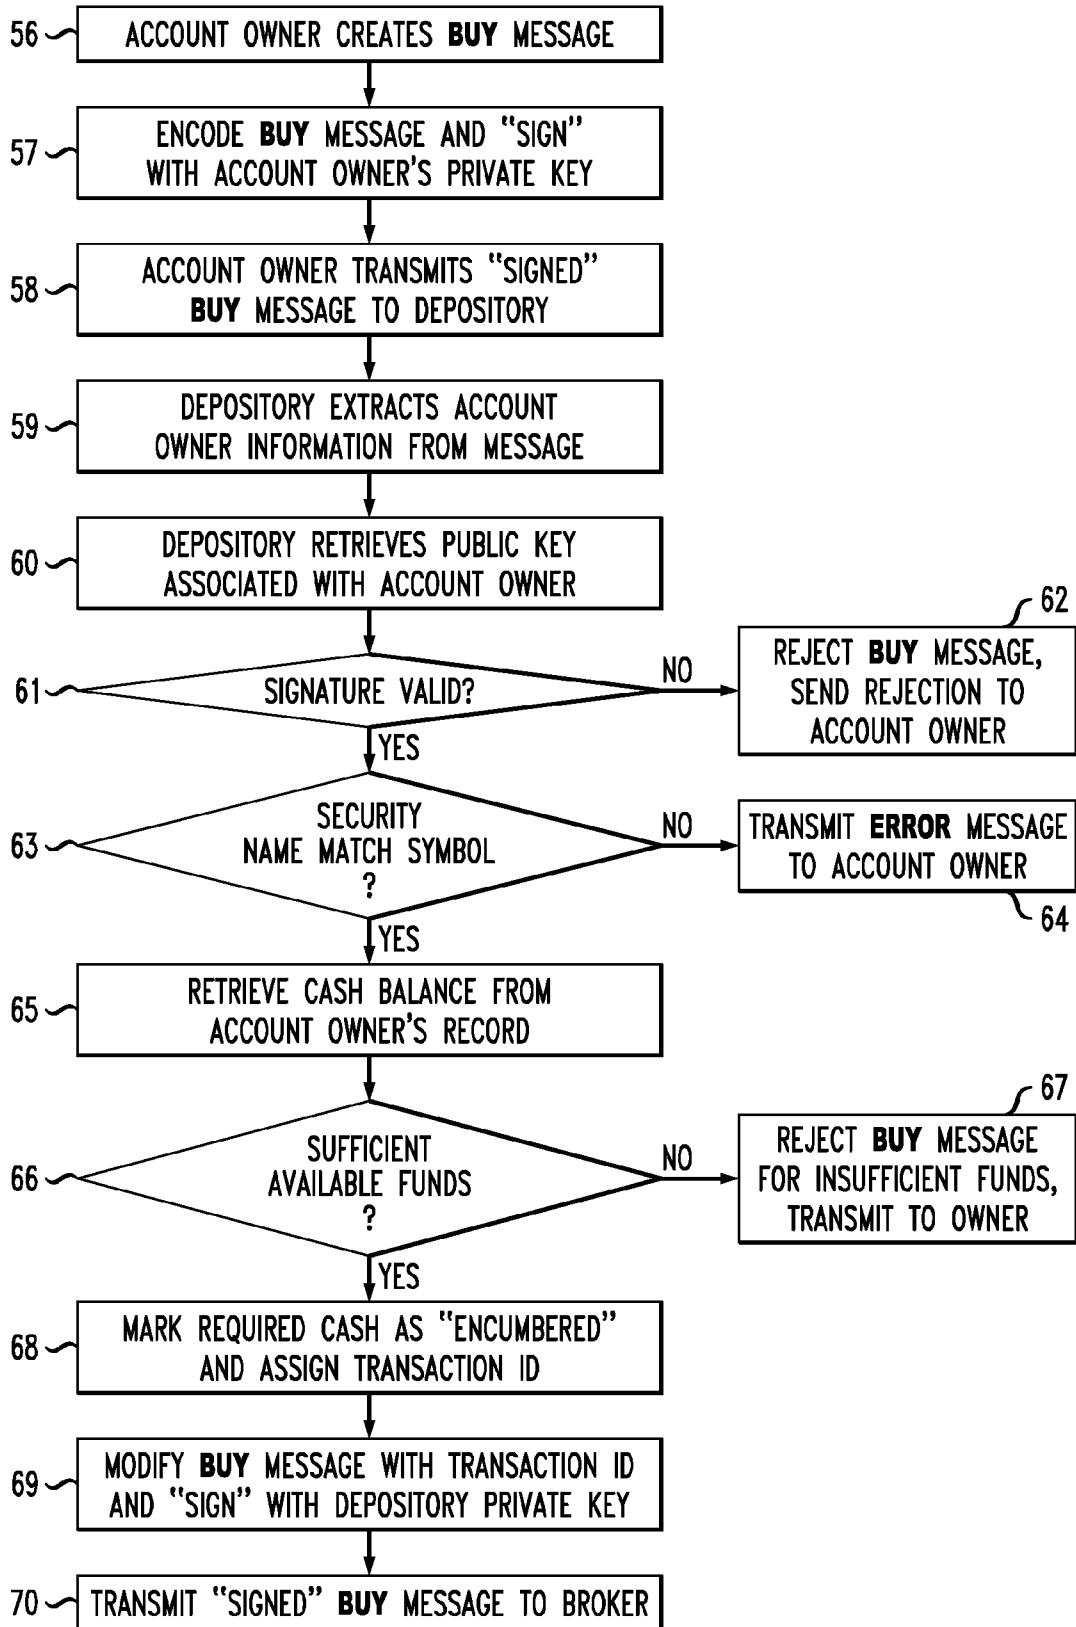 56
ACCOUNT OWNER CREATES BUY MESSAGE
57
ENCODE BUY MESSAGE AND "SIGN"
WITH ACCOUNT OWNER'S PRIVATE KEY
58
ACCOUNT OWNER TRANSMITS "SIGNED"
BUY MESSAGE TO DEPOSITORY
59
DEPOSITORY EXTRACTS ACCOUNT
OWNER INFORMATION FROM MESSAGE
60
DEPOSITORY RETRIEVES PUBLIC KEY
ASSOCIATED WITH ACCOUNT OWNER
61
SIGNATURE VALID?
NO
62
REJECT BUY MESSAGE,
SEND REJECTION TO
ACCOUNT OWNER
YES
63
SECURITY
NAME MATCH SYMBOL
?
NO
TRANSMIT ERROR MESSAGE
TO ACCOUNT OWNER
64
YES
65
RETRIEVE CASH BALANCE FROM
ACCOUNT OWNER'S RECORD
66
SUFFICIENT
AVAILABLE FUNDS
?
NO
67
REJECT BUY MESSAGE
FOR INSUFFICIENT FUNDS,
TRANSMIT TO OWNER
YES
68
MARK REQUIRED CASH AS "ENCUMBERED"
AND ASSIGN TRANSACTION ID
69
MODIFY BUY MESSAGE WITH TRANSACTION ID
AND "SIGN" WITH DEPOSITORY PRIVATE KEY
70
TRANSMIT "SIGNED" BUY MESSAGE TO BROKER